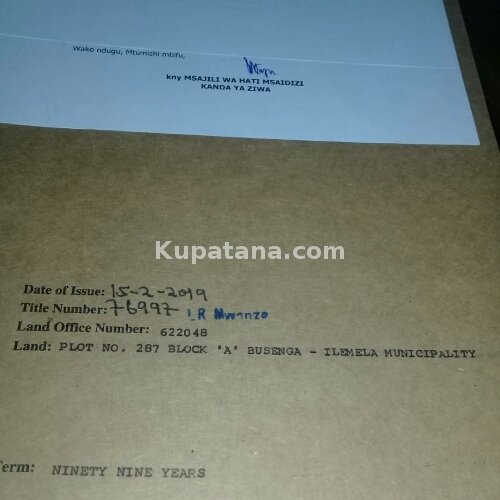 Wako ndugu, Mtumishi mtiifu,
kny MSAJILI WA HATI MSAIDIZI
KANDA YA ZIWA
Kupatana.com
Date of Issue: 15-2-2019
Title Number: 76997 LR Mwanza
Land Office Number: 622048
Land: PLOT NO. 287 BLOCK 'A' BUSENGA - ILEMELA MUNICIPALITY
Term: NINETY NINE YEARS